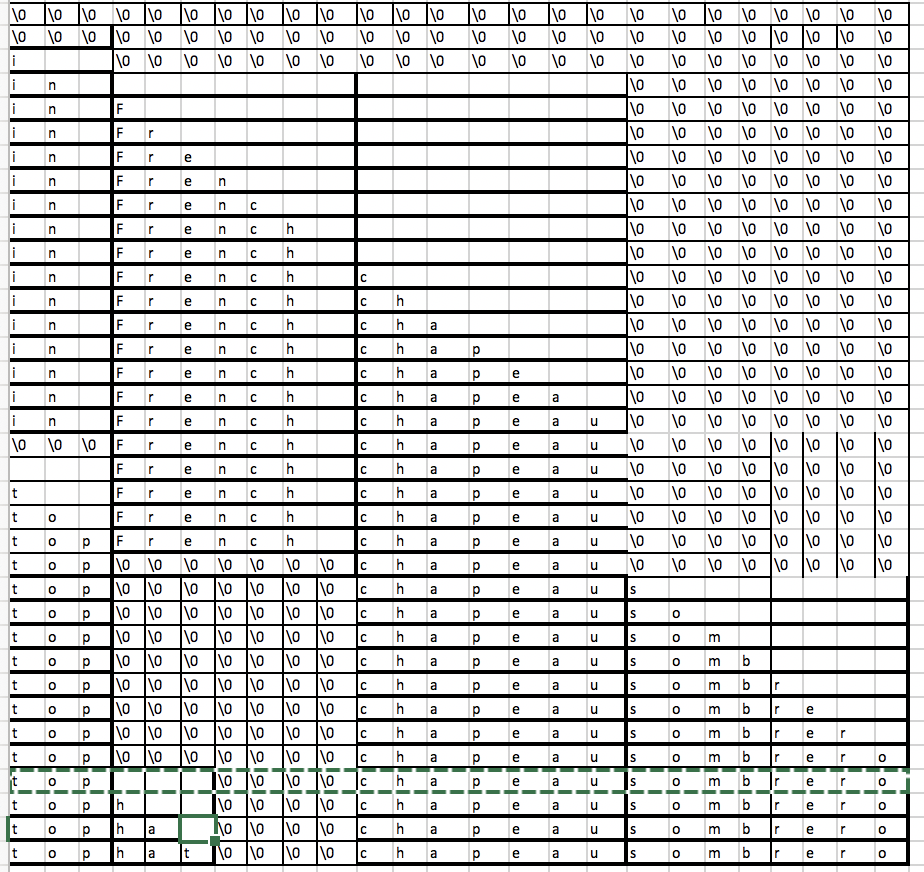 \0 \0 \0 \0 \0 \0 \0 \0 \0 \0 \0 \0 \0 \0 \0 \0 \0 \0 \0 \0 \0 \0 \0 \0 \0
\0 \0 \0 \0 \0 \0 \0 \0 \0 \0 \0 \0 \0 \0 \0 \0 \0 \0 \0 \0 \0 \0 \0 \0 \0
i \0 \0 \0 \0 \0 \0 \0 \0 \0 \0 \0 \0 \0 \0 \0 \0 \0 \0 \0 \0 \0 \0
i n \0 \0 \0 \0 \0 \0 \0 \0
i n F \0 \0 \0 \0 \0 \0 \0 \0
i n F r \0 \0 \0 \0 \0 \0 \0 \0
i n F r e \0 \0 \0 \0 \0 \0 \0 \0
i n F r e n \0 \0 \0 \0 \0 \0 \0 \0
i n F r e n c \0 \0 \0 \0 \0 \0 \0 \0
i n F r e n c h \0 \0 \0 \0 \0 \0 \0 \0
i n F r e n c h \0 \0 \0 \0 \0 \0 \0 \0
i n F r e n c h c \0 \0 \0 \0 \0 \0 \0 \0
i n F r e n c h c h \0 \0 \0 \0 \0 \0 \0 \0
i n F r e n c h c h a \0 \0 \0 \0 \0 \0 \0 \0
i n F r e n c h c h a p \0 \0 \0 \0 \0 \0 \0 \0
i n F r e n c h c h a p e \0 \0 \0 \0 \0 \0 \0 \0
i n F r e n c h c h a p e a \0 \0 \0 \0 \0 \0 \0 \0
i n F r e n c h c h a p e a u \0 \0 \0 \0 \0 \0 \0 \0
\0 \0 \0 F r e n c h c h a p e a u \0 \0 \0 \0 \0 \0 \0 \0
F r e n c h c h a p e a u \0 \0 \0 \0 \0 \0 \0 \0
t F r e n c h c h a p e a u \0 \0 \0 \0 \0 \0 \0 \0
t o F r e n c h c h a p e a u \0 \0 \0 \0 \0 \0 \0 \0
t o p F r e n c h c h a p e a u \0 \0 \0 \0 \0 \0 \0 \0
t o p \0 \0 \0 \0 \0 \0 \0 c h a p e a u \0 \0 \0 \0 \0 \0 \0 \0
t o p \0 \0 \0 \0 \0 \0 \0 c h a p e a u s
t o p \0 \0 \0 \0 \0 \0 \0 c h a p e a u s o
t o p \0 \0 \0 \0 \0 \0 \0 c h a p e a u s o m
t o p \0 \0 \0 \0 \0 \0 \0 c h a p e a u s o m b
t o p \0 \0 \0 \0 \0 \0 \0 c h a p e a u s o m b r
t o p \0 \0 \0 \0 \0 \0 \0 c h a p e a u s o m b r e
t o p \0 \0 \0 \0 \0 \0 \0 c h a p e a u s o m b r e r
t o p \0 \0 \0 \0 \0 \0 \0 c h a p e a u s o m b r e r o
t o p \0 \0 \0 \0 c h a p e a u s o m b r e r o
t o p h \0 \0 \0 \0 c h a p e a u s o m b r e r o
t o p h a \0 \0 \0 \0 c h a p e a u s o m b r e r o
t o p h a t \0 \0 \0 \0 c h a p e a u s o m b r e r o